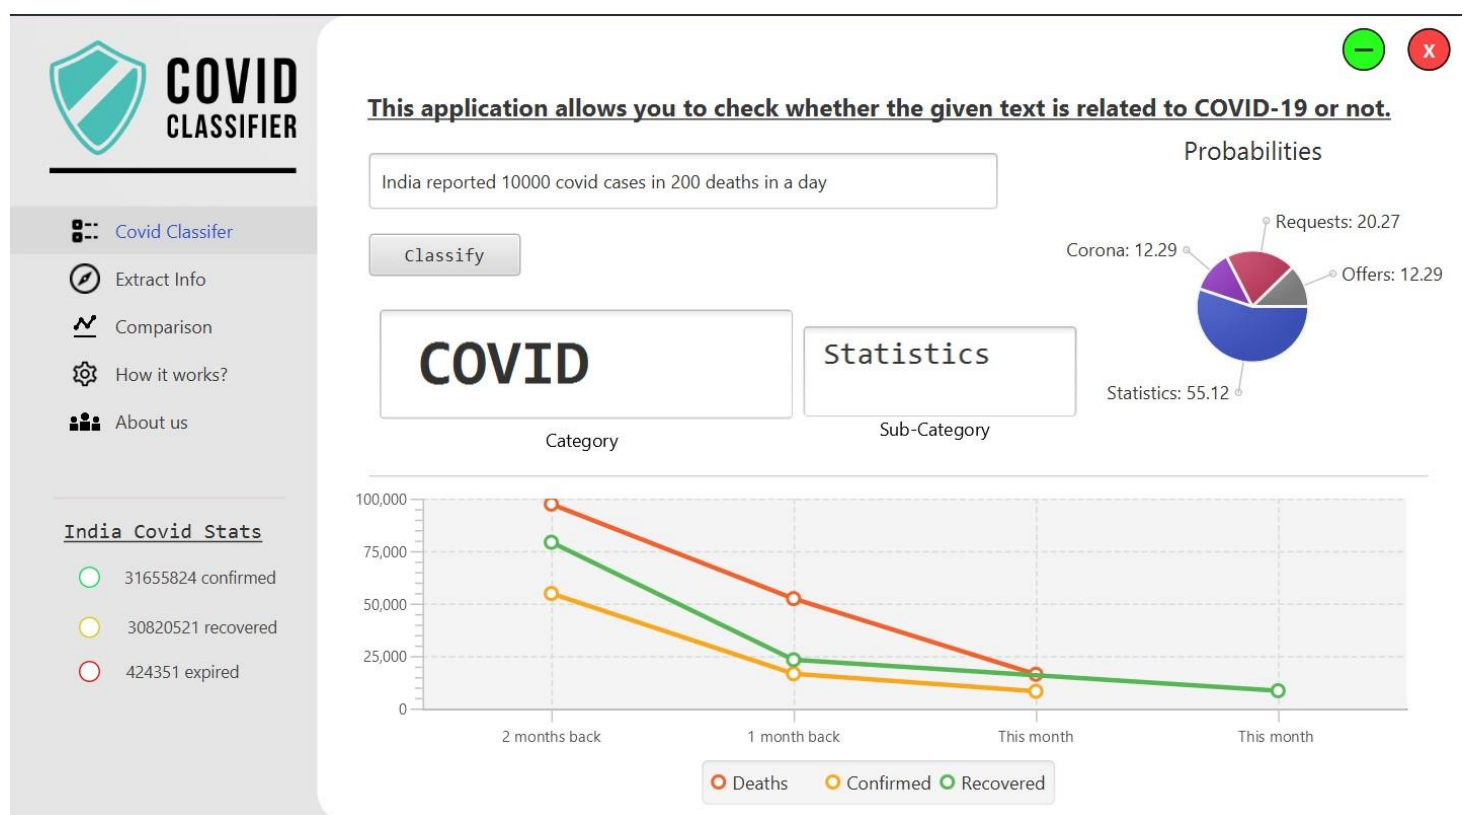 COVID
CLASSIFIER
X
This application allows you to check whether the given text is related to COVID-19 or not.
Probabilities
India reported 10000 covid cases in 200 deaths in a day
Classify
Requests: 20.27
Corona: 12.29
Offers: 12.29
Statistics: 55.12
COVID
Statistics
Category
Sub-Category
Covid Classifer
Extract Info
Comparison
How it works?
About us
India Covid Stats
31655824 confirmed
30820521 recovered
424351 expired
100,000
75,000
50,000
25,000
0
2 months back
1 month back
This month
This month
Deaths
Confirmed
Recovered